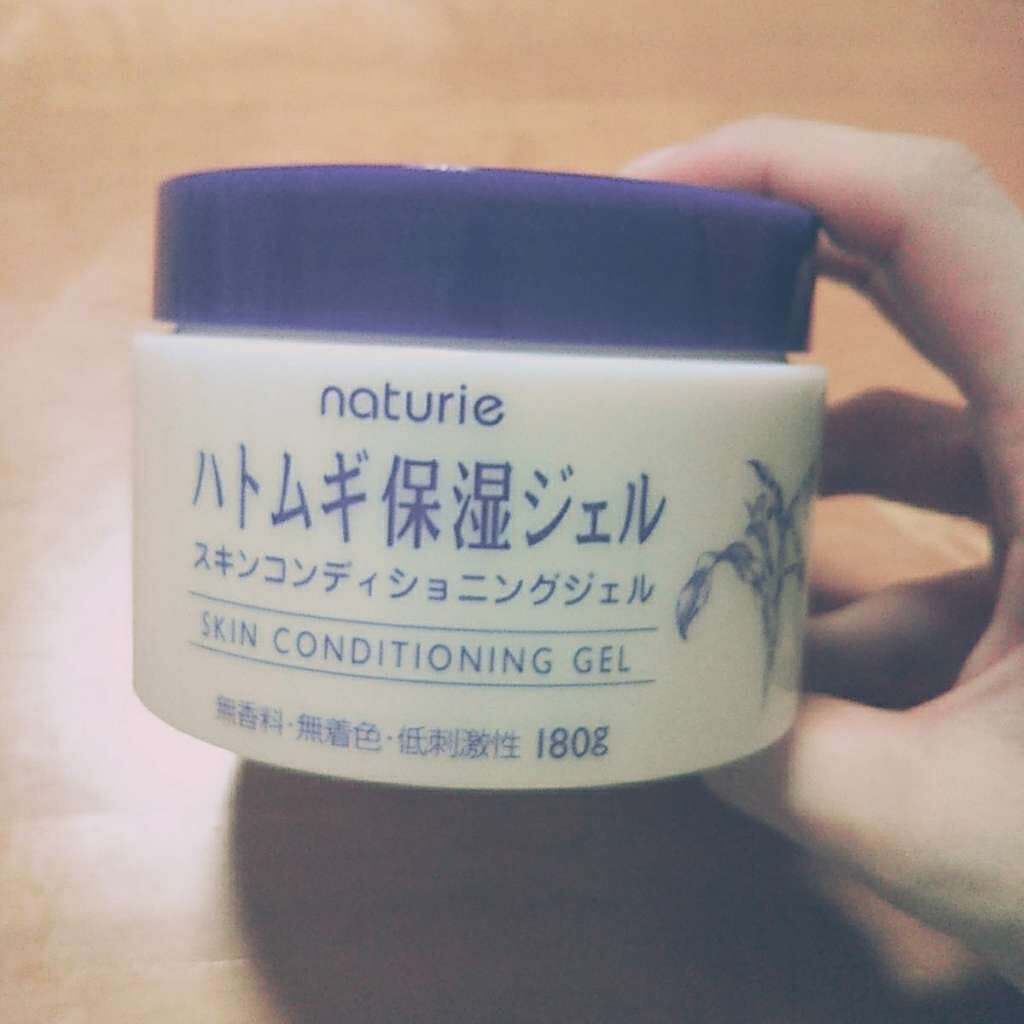 naturie
ハトムギ保湿ジェル
スキンコンディショニングジェル
SKIN CONDITIONING GEL
無香料・無着色・低刺激性 180g